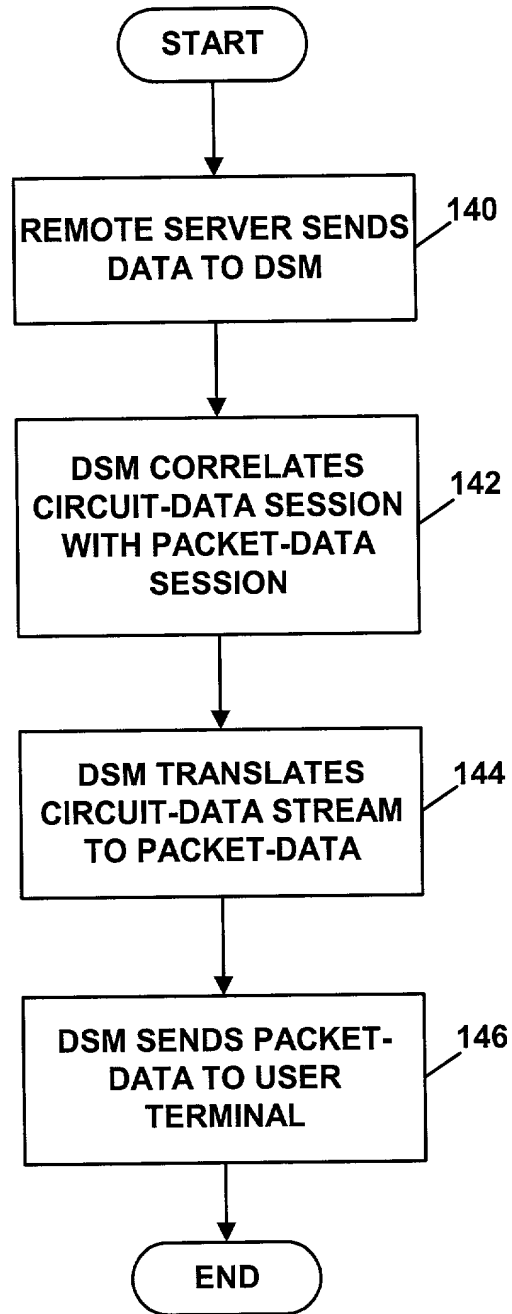 START
REMOTE SERVER SENDS
DATA TO DSM
140
DSM CORRELATES
CIRCUIT-DATA SESSION
WITH PACKET-DATA
SESSION
142
DSM TRANSLATES
CIRCUIT-DATA STREAM
TO PACKET-DATA
144
DSM SENDS PACKET-
DATA TO USER
TERMINAL
146
END